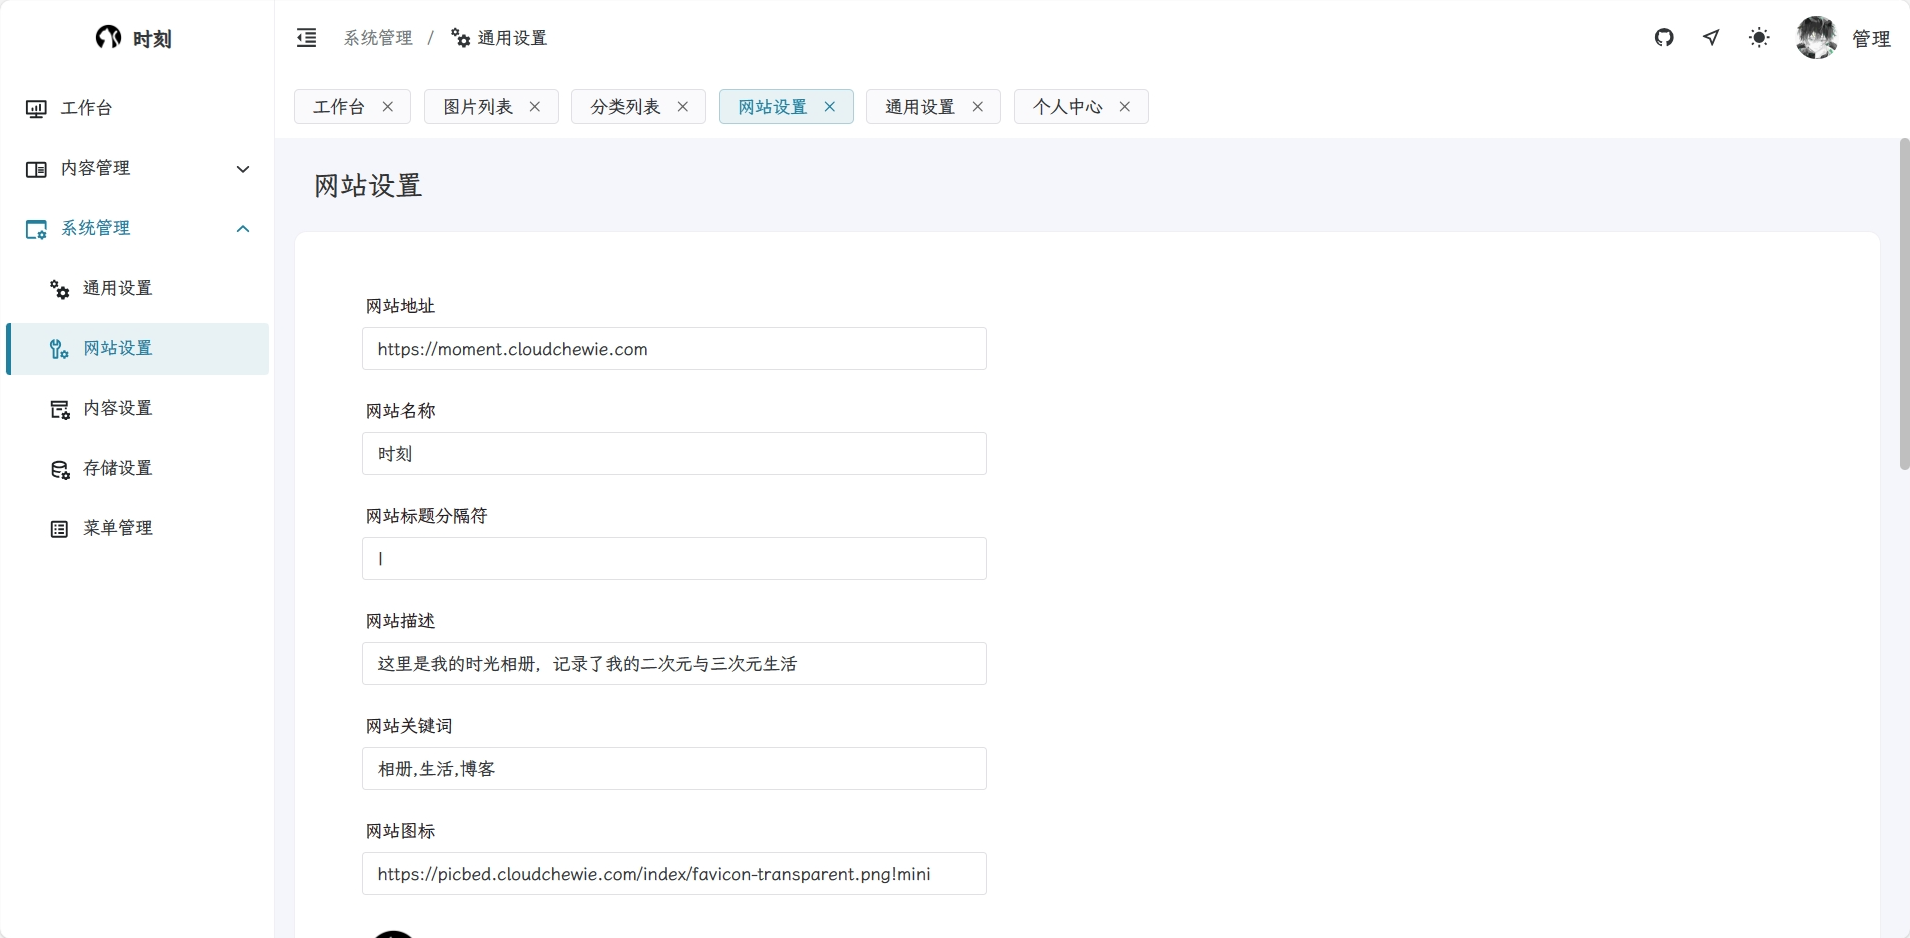 时刻
系统管理 / 通用设置
管理
工作台
内容管理
系统管理
通用设置
网站设置
内容设置
存储设置
菜单管理
工作台 图片列表 分类列表 网站设置 通用设置 个人中心
网站设置
网站地址
https://moment.cloudchewie.com
网站名称
时刻
网站标题分隔符
|
网站描述
这里是我的时光相册，记录了我的二次元与三次元生活
网站关键词
相册,生活,博客
网站图标
https://picbed.cloudchewie.com/index/favicon-transparent.png!mini